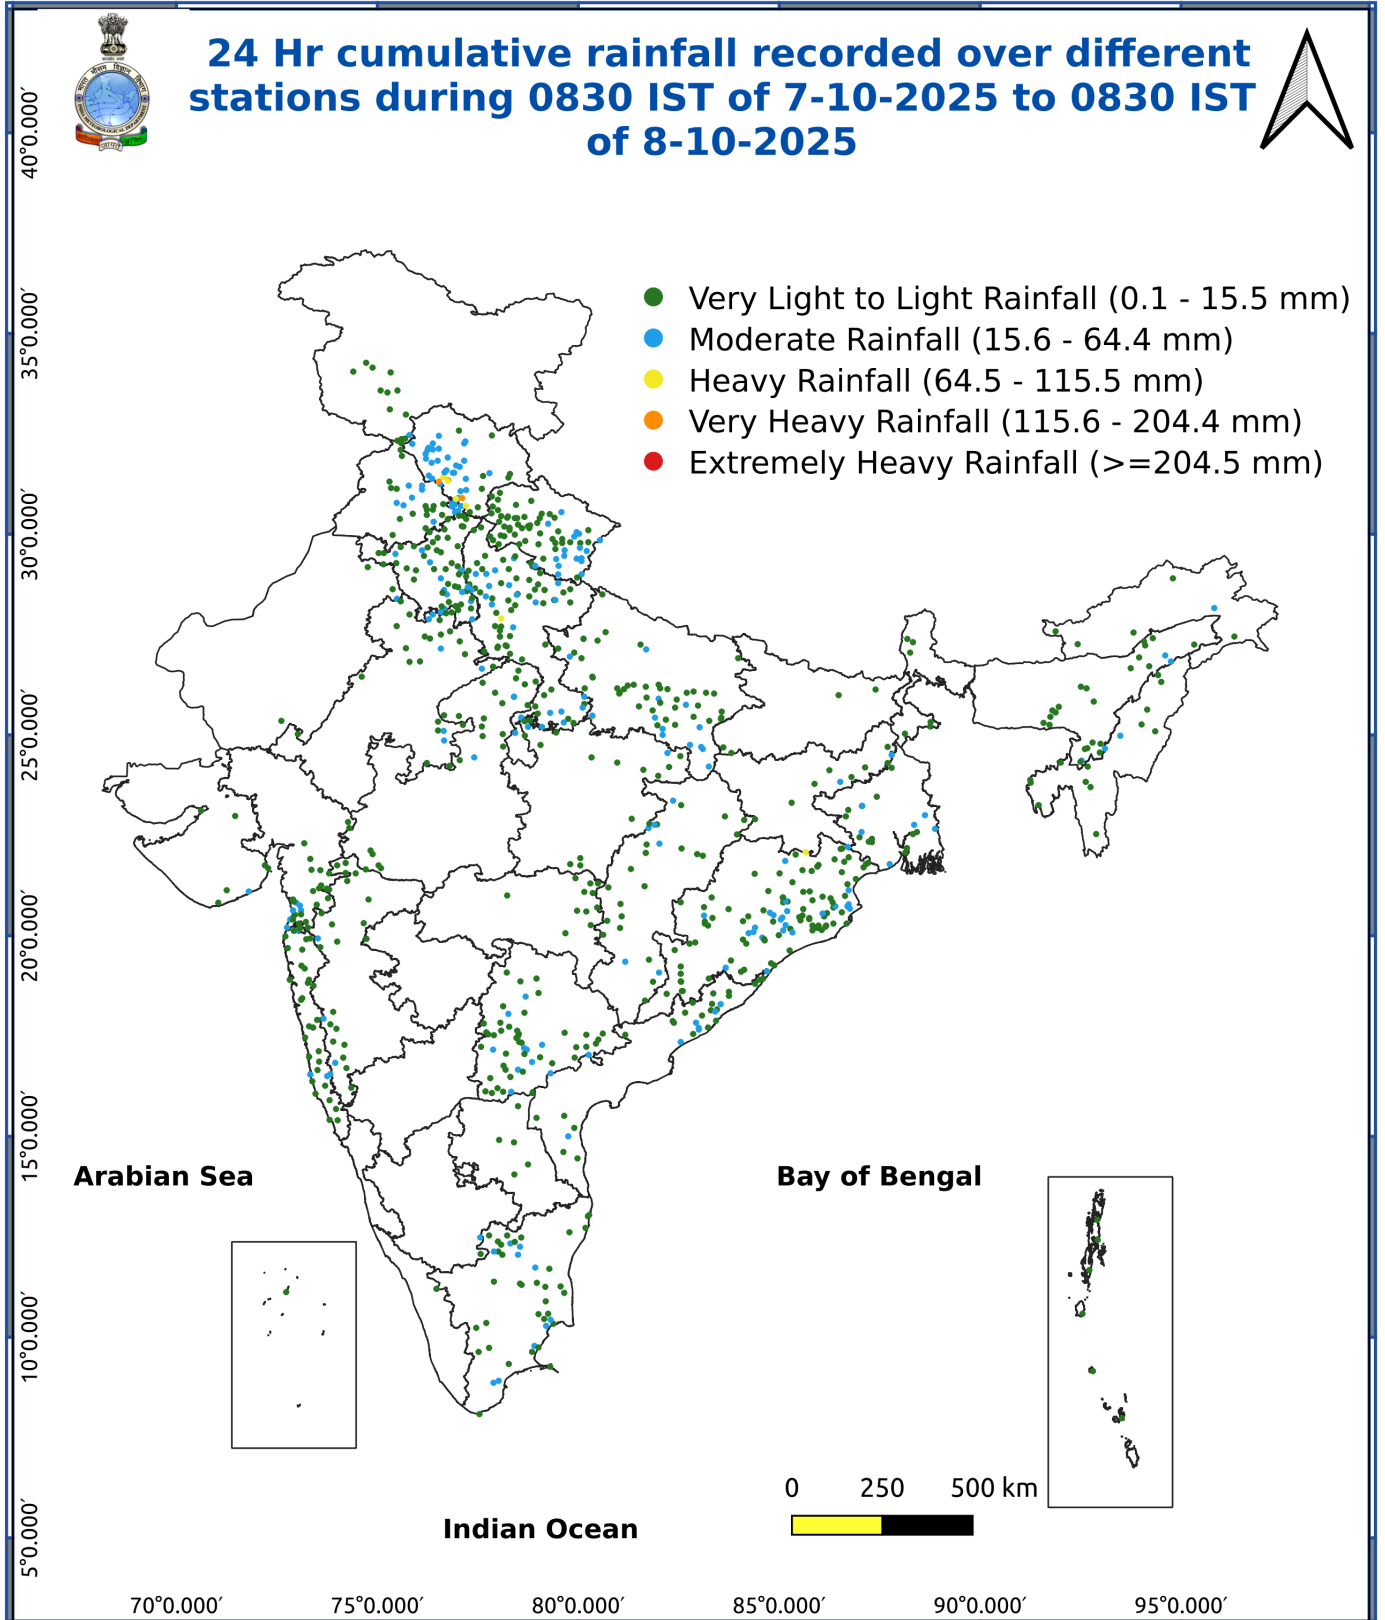 24 Hr cumulative rainfall recorded over different
stations during 0830 IST of 7-10-2025 to 0830 IST
of 8-10-2025
Very Light to Light Rainfall (0.1 - 15.5 mm)
Moderate Rainfall (15.6 - 64.4 mm)
Heavy Rainfall (64.5 - 115.5 mm)
Very Heavy Rainfall (115.6 - 204.4 mm)
Extremely Heavy Rainfall (>=204.5 mm)
40°0.000′
35°0.000′
30°0.000′
25°0.000′
20°0.000′
15°0.000′
10°0.000′
5°0.000′
Arabian Sea
Bay of Bengal
Indian Ocean
0 250 500 km
70°0.000′ 75°0.000′ 80°0.000′ 85°0.000′ 90°0.000′ 95°0.000′